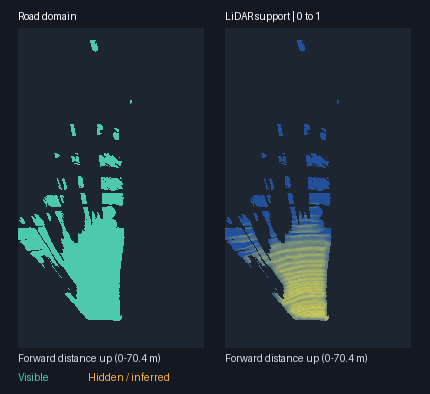 Road domain
LiDAR support | 0 to 1
Forward distance up (0-70.4 m)
Forward distance up (0-70.4 m)
Visible
Hidden / inferred